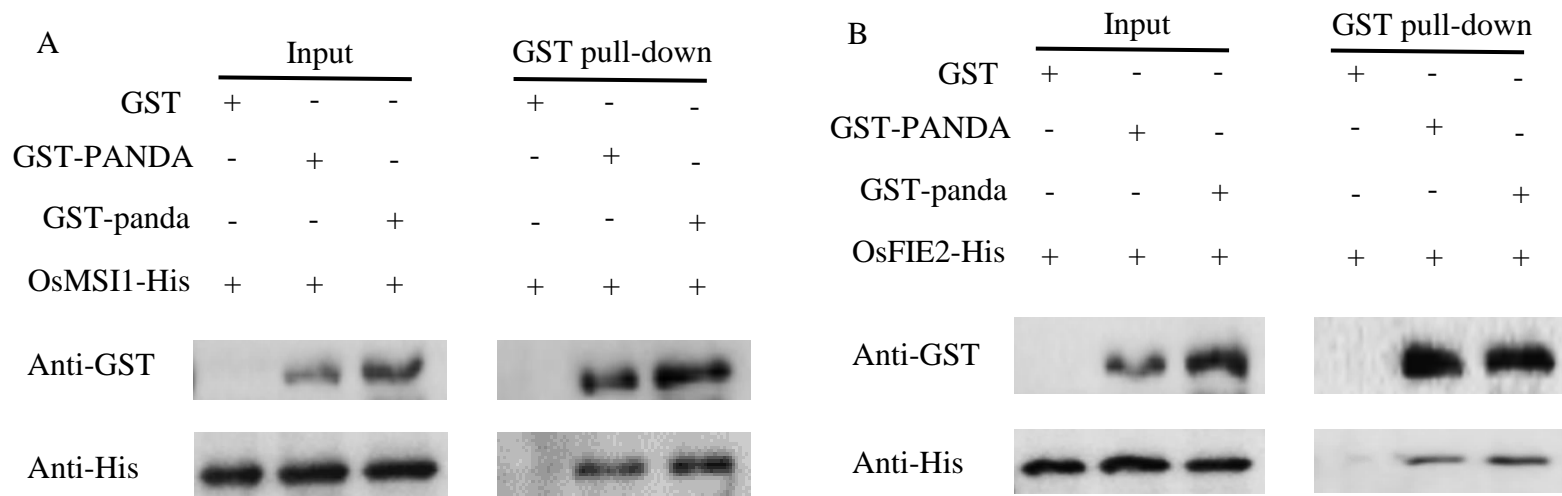 A
Input
GST pull-down
GST + - - + - -
GST-PANDA - + - - + -
GST-panda - - + - - +
OsMSI1-His + + + + + +
Anti-GST
Anti-His
B
Input
GST pull-down
GST + - - + - -
GST-PANDA - + - - + -
GST-panda - - + - - +
OsFIE2-His + + + + + +
Anti-GST
Anti-His